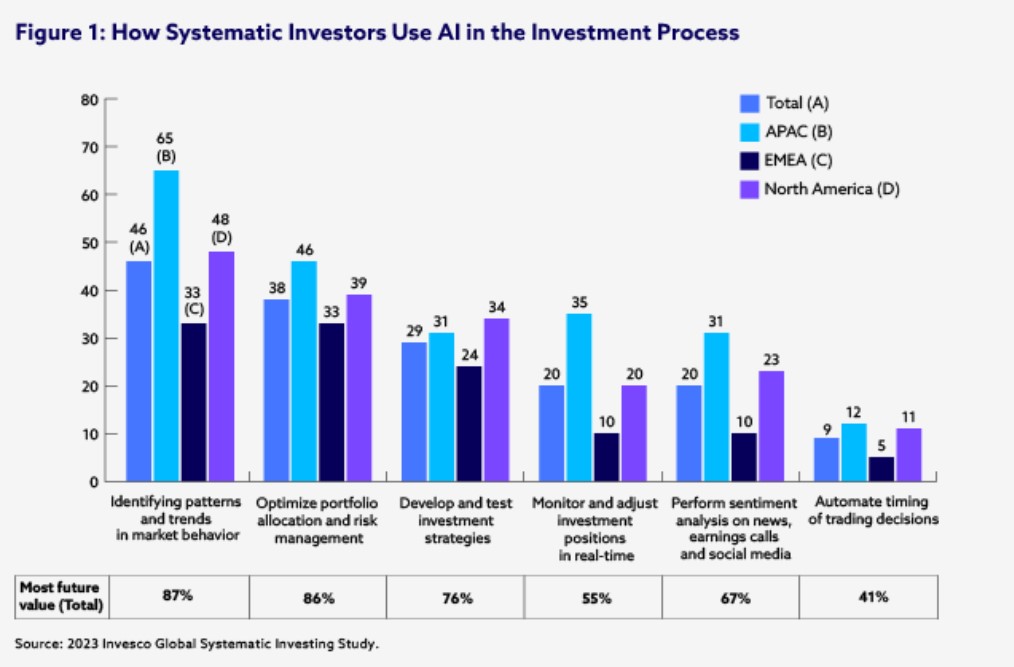 Figure 1: How Systematic Investors Use AI in the Investment Process
80
70
60
50
40
30
20
10
0
Total (A)
APAC (B)
EMEA (C)
North America (D)
46
(A)
65
(B)
33
(C)
48
(D)
38
46
33
39
29
31
24
34
20
35
10
20
20
31
10
23
9
12
5
11
Identifying patterns
and trends
in market behavior
Optimize portfolio
allocation and risk
management
Develop and test
investment
strategies
Monitor and adjust
investment
positions
in real-time
Perform sentiment
analysis on news,
earnings calls
and social media
Automate timing
of trading decisions
Most future
value (Total)
87%
86%
76%
55%
67%
41%
Source: 2023 Invesco Global Systematic Investing Study.